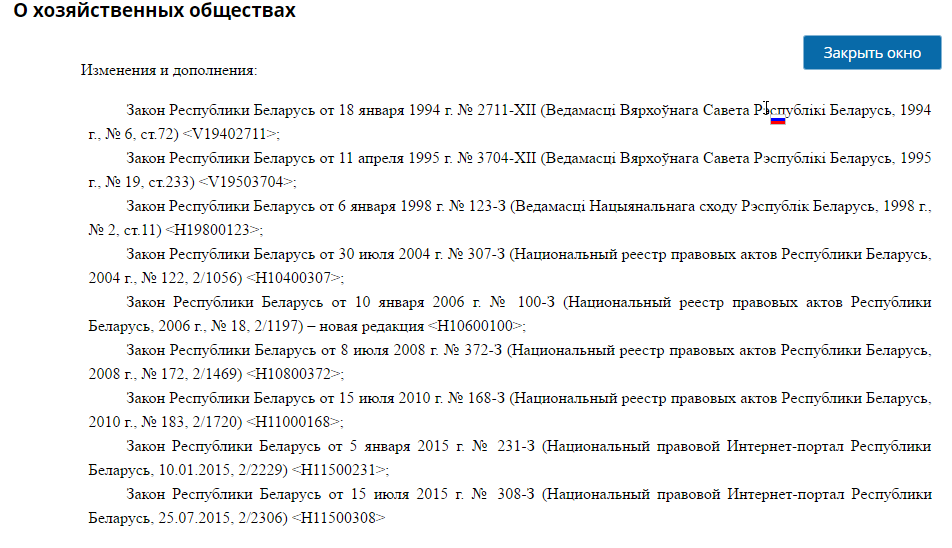 О хозяйственных обществах
Закрыть окно
Изменения и дополнения:
Закон Республики Беларусь от 18 января 1994 г. № 2711-XII (Ведамасці Вярхоўнага Савета Рэспублікі Беларусь, 1994
г., № 6, ст.72) <V19402711>;
Закон Республики Беларусь от 11 апреля 1995 г. № 3704-XII (Ведамасці Вярхоўнага Савета Рэспублікі Беларусь, 1995
г., № 19, ст.233) <V19503704>;
Закон Республики Беларусь от 6 января 1998 г. № 123-З (Ведамасці Нацыянальнага сходу Рэспублік Беларусь, 1998 г.,
№ 2, ст.11) <H19800123>;
Закон Республики Беларусь от 30 июля 2004 г. № 307-З (Национальный реестр правовых актов Республики Беларусь,
2004 г., № 122, 2/1056) <H10400307>;
Закон Республики Беларусь от 10 января 2006 г. № 100-З (Национальный реестр правовых актов Республики
Беларусь, 2006 г., № 18, 2/1197) – новая редакция <H10600100>;
Закон Республики Беларусь от 8 июля 2008 г. № 372-З (Национальный реестр правовых актов Республики Беларусь,
2008 г., № 172, 2/1469) <H10800372>;
Закон Республики Беларусь от 15 июля 2010 г. № 168-З (Национальный реестр правовых актов Республики Беларусь,
2010 г., № 183, 2/1720) <H11000168>;
Закон Республики Беларусь от 5 января 2015 г. № 231-З (Национальный правовой Интернет-портал Республики
Беларусь, 10.01.2015, 2/2229) <H11500231>;
Закон Республики Беларусь от 15 июля 2015 г. № 308-З (Национальный правовой Интернет-портал Республики
Беларусь, 25.07.2015, 2/2306) <H11500308>